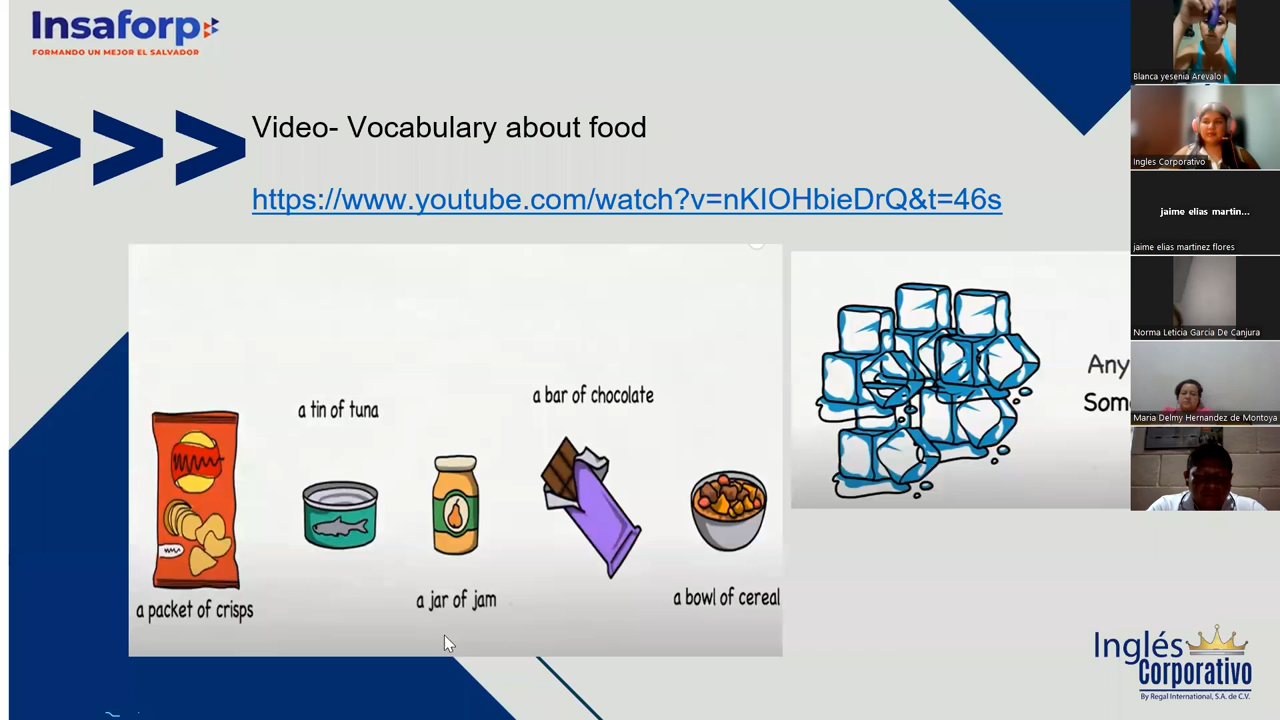 Insaforp
FORMANDO UN MEJOR EL SALVADOR
Video- Vocabulary about food
https://www.youtube.com/watch?v=nKIOHbieDrQ&t=46s
a packet of crisps
a tin of tuna
a jar of jam
a bar of chocolate
a bowl of cereal
Any
Som
Blanca yesenia Arevalo
Ingles Corporativo
jaime elias martin...
jaime elias martinez flores
Norma Leticia Garcia De Canjura
Maria Delmy Hernandez de Montoya
Inglés
Corporativo
By Regal International, S.A. de C.V.